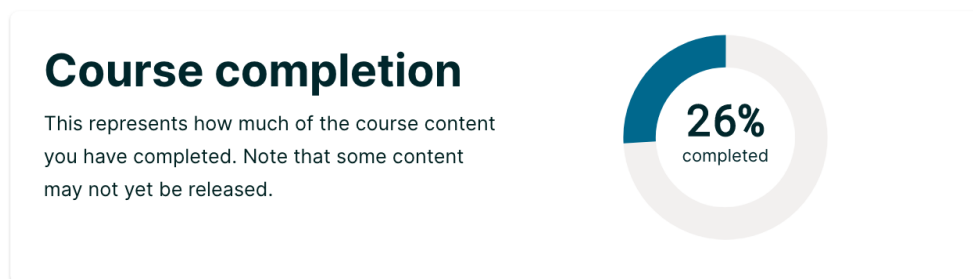 Course completion
This represents how much of the course content
you have completed. Note that some content
may not yet be released.
26%
completed